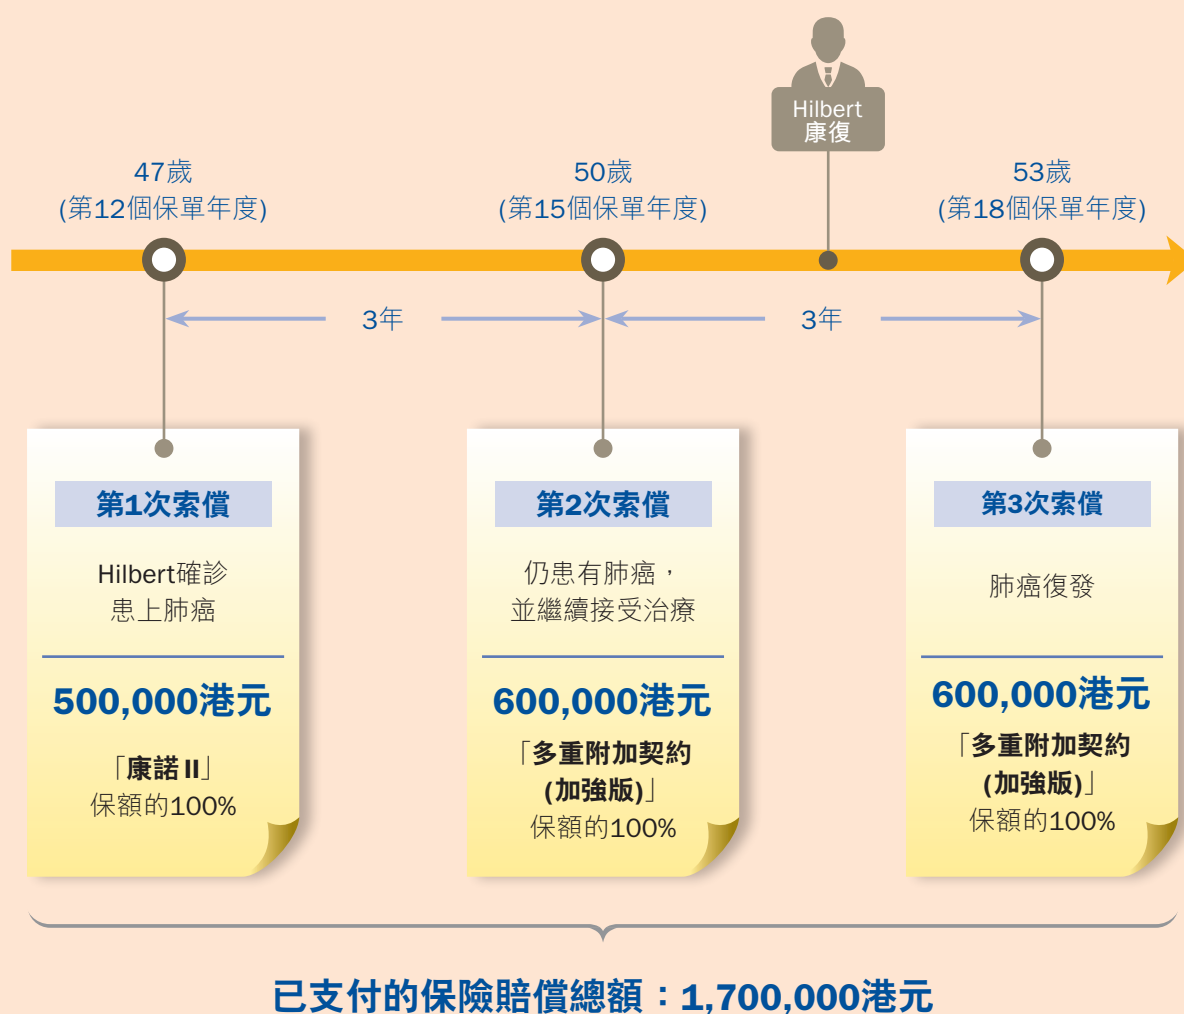 Hilbert
康復
47歲
(第12個保單年度)
50歲
(第15個保單年度)
53歲
(第18個保單年度)
3年
3年
第1次索償
Hilbert確診
患上肺癌
500,000港元
「康諾 II」
保額的100%
第2次索償
仍患有肺癌，
並繼續接受治療
600,000港元
「多重附加契約
(加強版)」
保額的100%
第3次索償
肺癌復發
600,000港元
「多重附加契約
(加強版)」
保額的100%
已支付的保險賠償總額：1,700,000港元